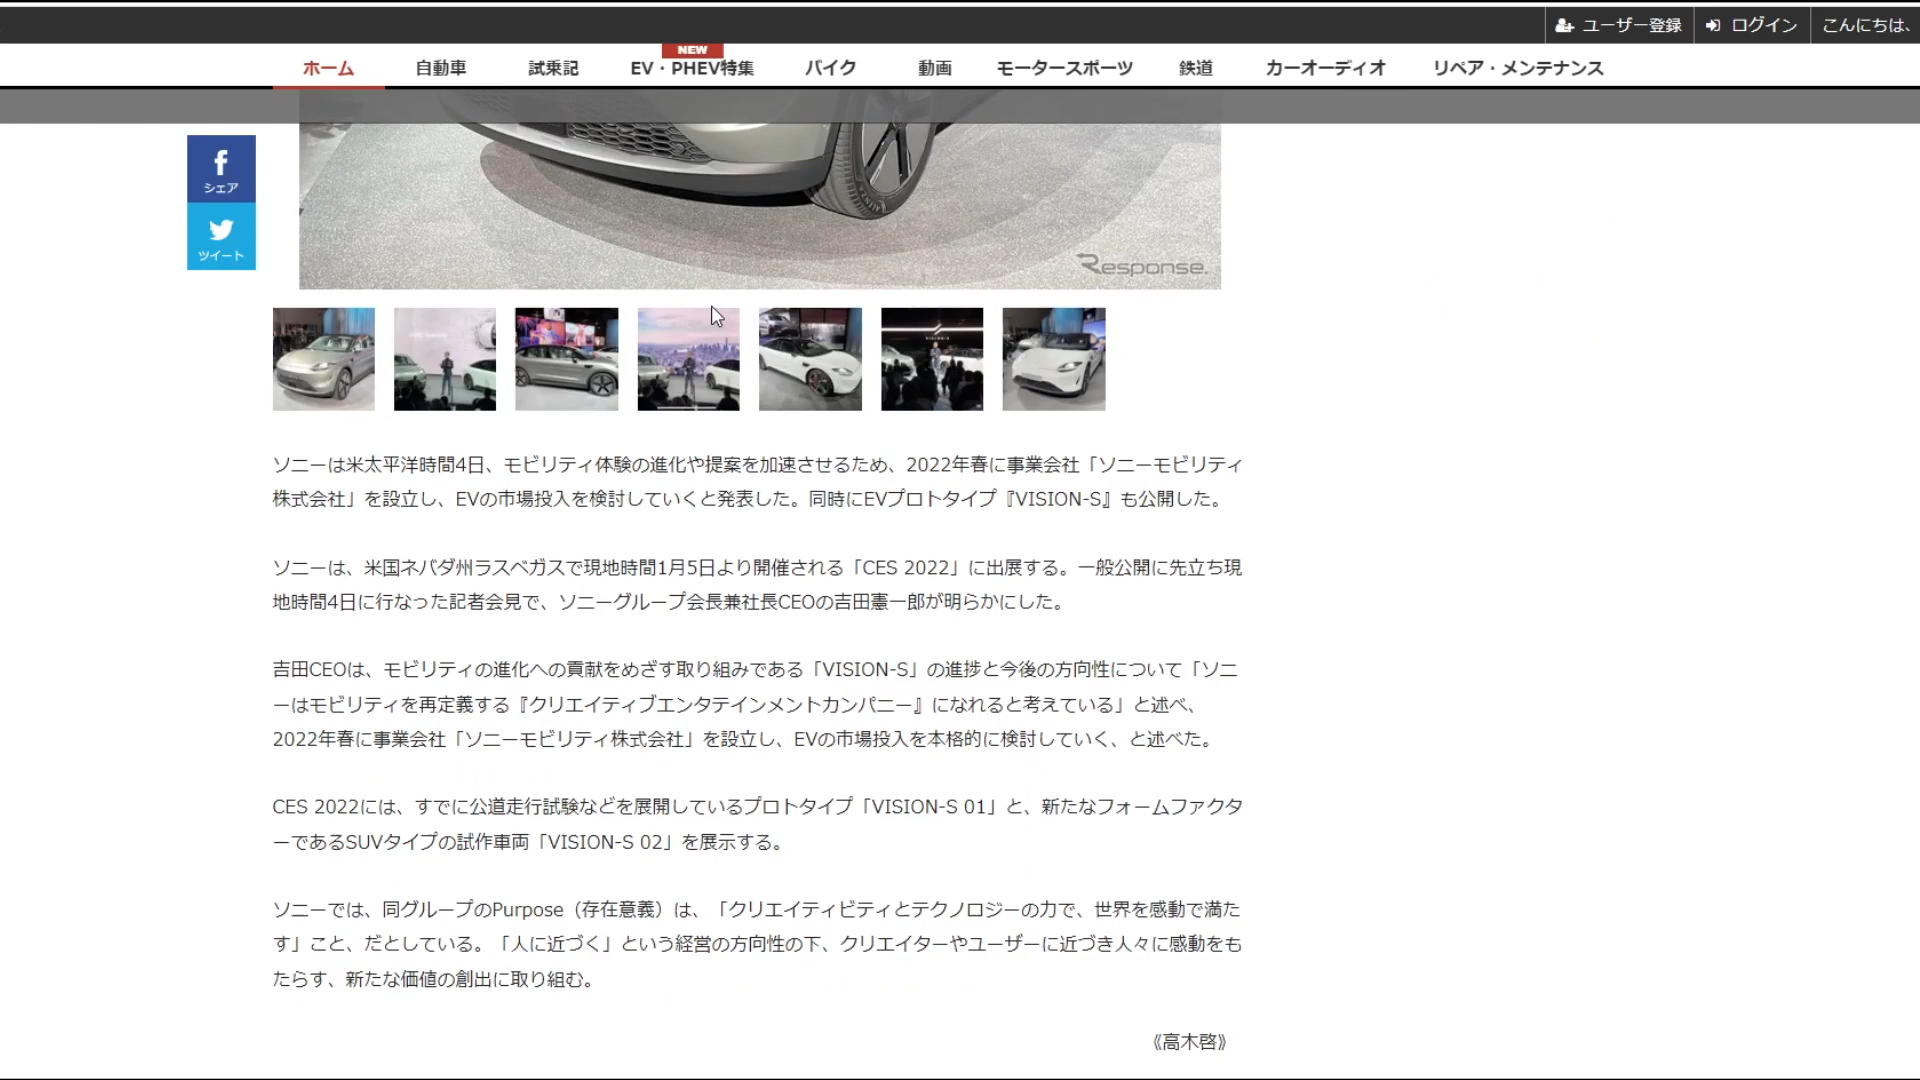 ユーザー登録
ログイン
こんにちは、
NEW
ホーム
自動車
試乗記
EV・PHEV特集
バイク
動画
モータースポーツ
鉄道
カーオーディオ
リペア・メンテナンス
シェア
ツイート
Response.
ソニーは米太平洋時間4日、モビリティ体験の進化や提案を加速させるため、2022年春に事業会社「ソニーモビリティ
株式会社」を設立し、EVの市場投入を検討していくと発表した。同時にEVプロトタイプ『VISION-S』も公開した。
ソニーは、米国ネバダ州ラスベガスで現地時間1月5日より開催される「CES 2022」に出展する。一般公開に先立ち現
地時間4日に行なった記者会見で、ソニーグループ会長兼社長CEOの吉田憲一郎が明らかにした。
吉田CEOは、モビリティの進化への貢献をめざす取り組みである「VISION-S」の進捗と今後の方向性について「ソニ
ーはモビリティを再定義する『クリエイティブエンタテインメントカンパニー』になれると考えている」と述べ、
2022年春に事業会社「ソニーモビリティ株式会社」を設立し、EVの市場投入を本格的に検討していく、と述べた。
CES 2022には、すでに公道走行試験などを展開しているプロトタイプ「VISION-S 01」と、新たなフォームファクタ
ーであるSUVタイプの試作車両「VISION-S 02」を展示する。
ソニーでは、同グループのPurpose（存在意義）は、「クリエイティビティとテクノロジーの力で、世界を感動で満た
す」こと、だとしている。「人に近づく」という経営の方向性の下、クリエイターやユーザーに近づき人々に感動をも
たらす、新たな価値の創出に取り組む。
《高木啓》